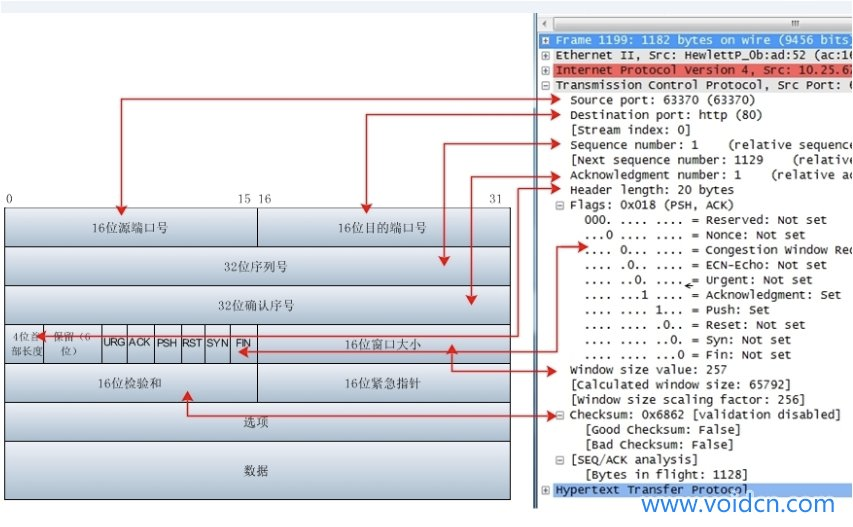 0 15 16 31
16位源端口号 16位目的端口号
32位序列号
32位确认序号
4位首部长度 保留（6位） URG ACK PSH RST SYN FIN 16位窗口大小
16位检验和 16位紧急指针
选项
数据
Frame 1199: 1182 bytes on wire (9456 bits)
Ethernet II, Src: HewlettP_0b:ad:52 (ac:16
Internet Protocol Version 4, Src: 10.25.67
Transmission Control Protocol, Src Port: 6
Source port: 63370 (63370)
Destination port: http (80)
[Stream index: 0]
Sequence number: 1 (relative sequence
[Next sequence number: 1129 (relative
Acknowledgment number: 1 (relative ac
Header length: 20 bytes
Flags: 0x018 (PSH, ACK)
000. .... .... = Reserved: Not set
...0 .... .... = Nonce: Not set
.... 0... .... = Congestion Window Red
.... .0.. .... = ECN-Echo: Not set
.... ..0. .... = Urgent: Not set
.... ...1 .... = Acknowledgment: Set
.... .... 1... = Push: Set
.... .... .0.. = Reset: Not set
.... .... ..0. = Syn: Not set
.... .... ...0 = Fin: Not set
Window size value: 257
[Calculated window size: 65792]
[Window size scaling factor: 256]
Checksum: 0x6862 [validation disabled]
[Good Checksum: False]
[Bad Checksum: False]
[SEQ/ACK analysis]
[Bytes in flight: 1128]
Hypertext Transfer Protocol
www.voidcn.com